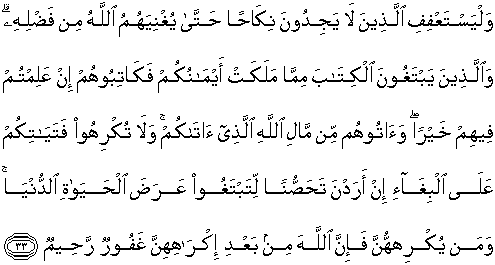 وَلْيَسْتَعْفِفِ ٱلَّذِينَ لَا يَجِدُونَ نِكَاحًا حَتَّىٰ يُغْنِيَهُمُ ٱللَّهُ مِن فَضْلِهِۦ ۗ
وَٱلَّذِينَ يَبْتَغُونَ ٱلْكِتَـٰبَ مِمَّا مَلَكَتْ أَيْمَـٰنُكُمْ فَكَاتِبُوهُمْ إِنْ عَلِمْتُمْ
فِيهِمْ خَيْرًا ۖ وَءَاتُوهُم مِّن مَّالِ ٱللَّهِ ٱلَّذِىٓ ءَاتَىٰكُمْ ۚ وَلَا تُكْرِهُوا۟ فَتَيَـٰتِكُمْ
عَلَى ٱلْبِغَآءِ إِنْ أَرَدْنَ تَحَصُّنًا لِّتَبْتَغُوا۟ عَرَضَ ٱلْحَيَوٰةِ ٱلدُّنْيَا ۚ
وَمَن يُكْرِههُّنَّ فَإِنَّ ٱللَّهَ مِنۢ بَعْدِ إِكْرَٰهِهِنَّ غَفُورٌ رَّحِيمٌ ٣٣